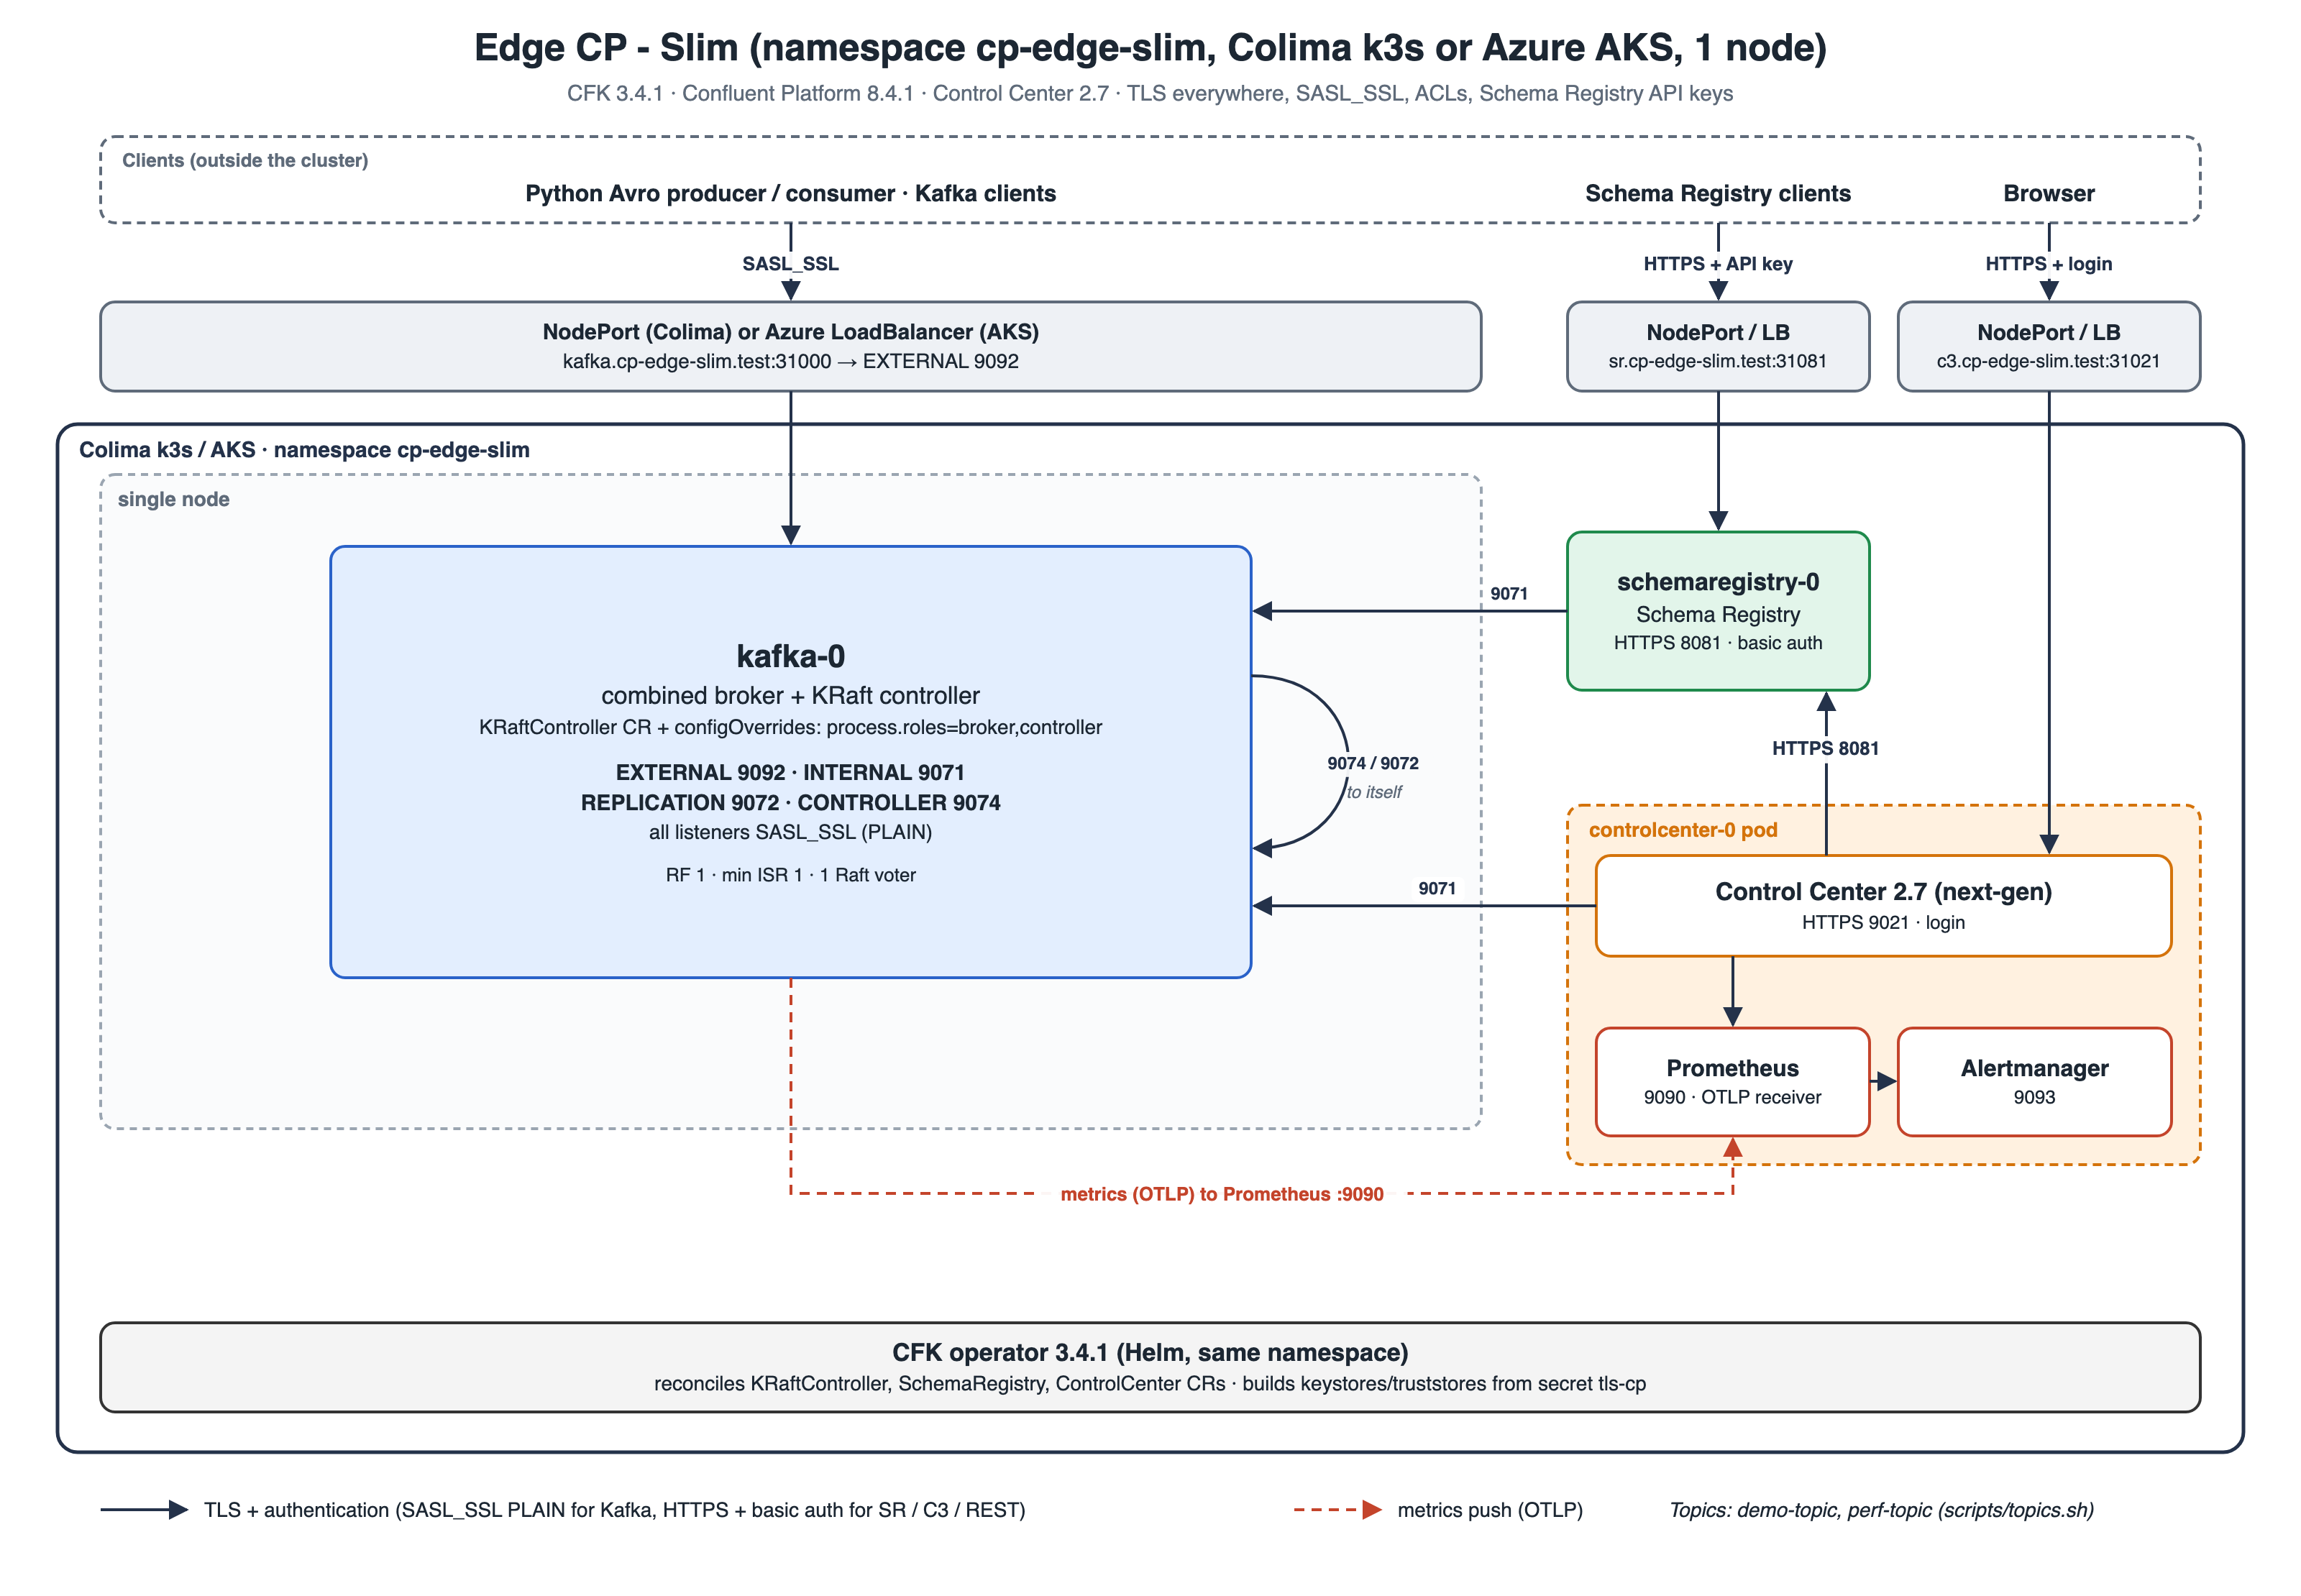 Edge CP - Slim (namespace cp-edge-slim, Colima k3s or Azure AKS, 1 node)
CFK 3.4.1 · Confluent Platform 8.4.1 · Control Center 2.7 · TLS everywhere, SASL_SSL, ACLs, Schema Registry API keys
Clients (outside the cluster)
Python Avro producer / consumer · Kafka clients
Schema Registry clients
Browser
SASL_SSL
HTTPS + API key
HTTPS + login
NodePort (Colima) or Azure LoadBalancer (AKS)
kafka.cp-edge-slim.test:31000 → EXTERNAL 9092
NodePort / LB
sr.cp-edge-slim.test:31081
NodePort / LB
c3.cp-edge-slim.test:31021
Colima k3s / AKS · namespace cp-edge-slim
single node
kafka-0
combined broker + KRaft controller
KRaftController CR + configOverrides: process.roles=broker,controller
EXTERNAL 9092 · INTERNAL 9071
REPLICATION 9072 · CONTROLLER 9074
all listeners SASL_SSL (PLAIN)
RF 1 · min ISR 1 · 1 Raft voter
9071
9074 / 9072
to itself
9071
schemaregistry-0
Schema Registry
HTTPS 8081 · basic auth
HTTPS 8081
controlcenter-0 pod
Control Center 2.7 (next-gen)
HTTPS 9021 · login
Prometheus
9090 · OTLP receiver
Alertmanager
9093
metrics (OTLP) to Prometheus :9090
CFK operator 3.4.1 (Helm, same namespace)
reconciles KRaftController, SchemaRegistry, ControlCenter CRs · builds keystores/truststores from secret tls-cp
TLS + authentication (SASL_SSL PLAIN for Kafka, HTTPS + basic auth for SR / C3 / REST)
metrics push (OTLP)
Topics: demo-topic, perf-topic (scripts/topics.sh)